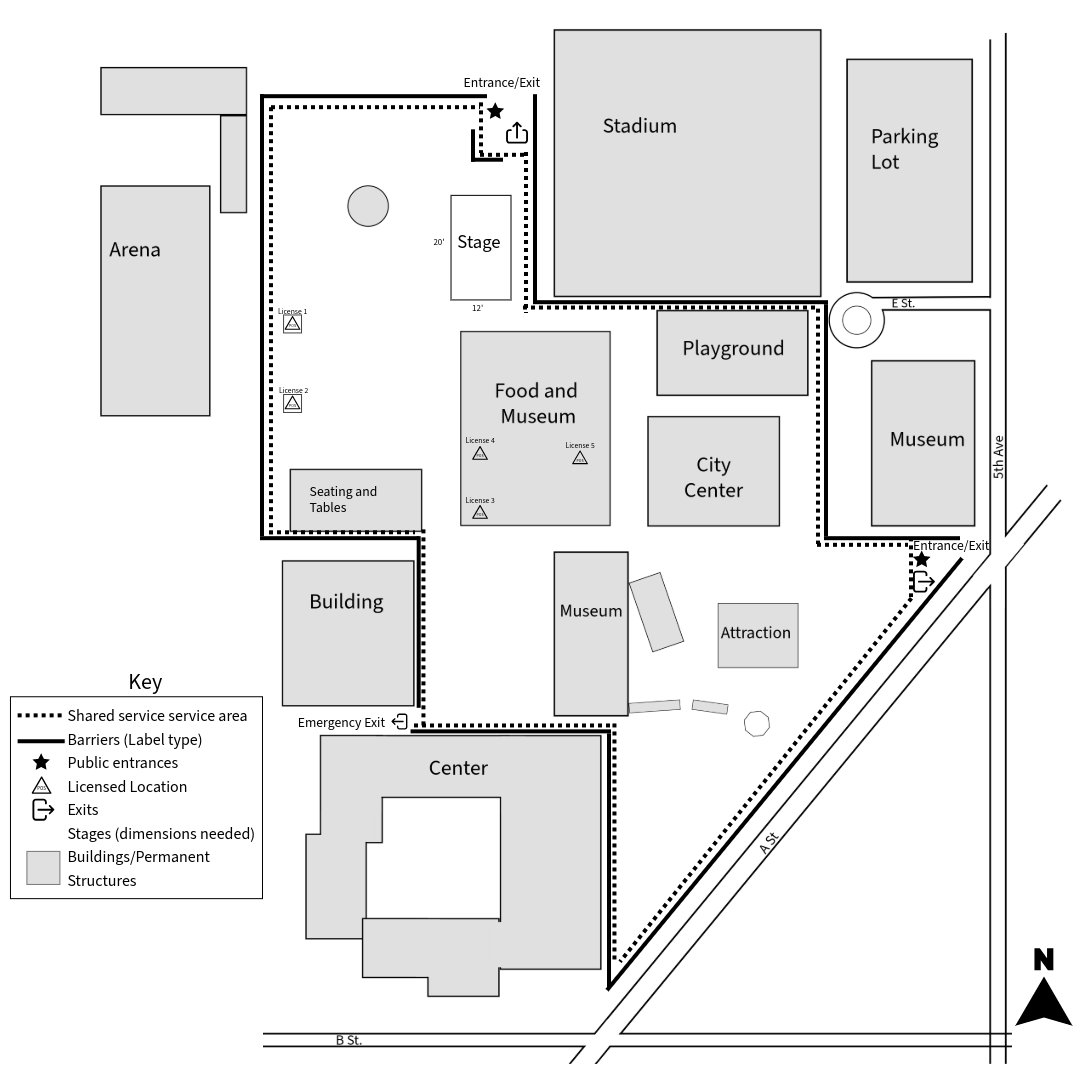 Entrance/Exit
Stadium
Parking
Lot
Arena
20'
Stage
12'
E St.
License 1
License 2
Playground
Food and
Museum
License 4
License 5
License 3
City
Center
Museum
5th Ave
Seating and
Tables
Entrance/Exit
Building
Museum
Attraction
Emergency Exit
Center
Key
Shared service service area
Barriers (Label type)
Public entrances
POS
Licensed Location
Exits
Stages (dimensions needed)
Buildings/Permanent
Structures
A St
B St.
N